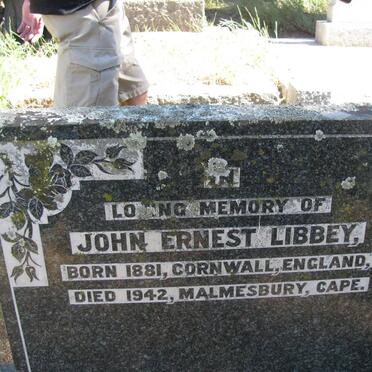 IN
LOVING MEMORY OF
JOHN ERNEST LIBBEY,
BORN 1881, CORNWALL, ENGLAND,
DIED 1942, MALMESBURY, CAPE.